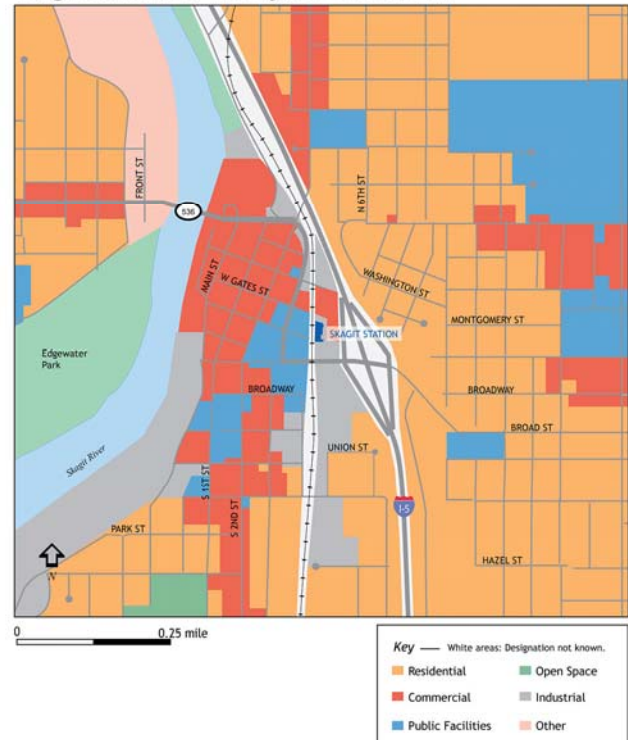 FRONT ST
536
N 6TH ST
MAIN ST
W GATES ST
WASHINGTON ST
SKAGIT STATION
MONTGOMERY ST
Edgewater
Park
BROADWAY
BROADWAY
BROAD ST
UNION ST
Skagit River
S 1ST ST
S 2ND ST
I-5
PARK ST
HAZEL ST
N
0
0.25 mile
Key — White areas: Designation not known.
Residential
Open Space
Commercial
Industrial
Public Facilities
Other